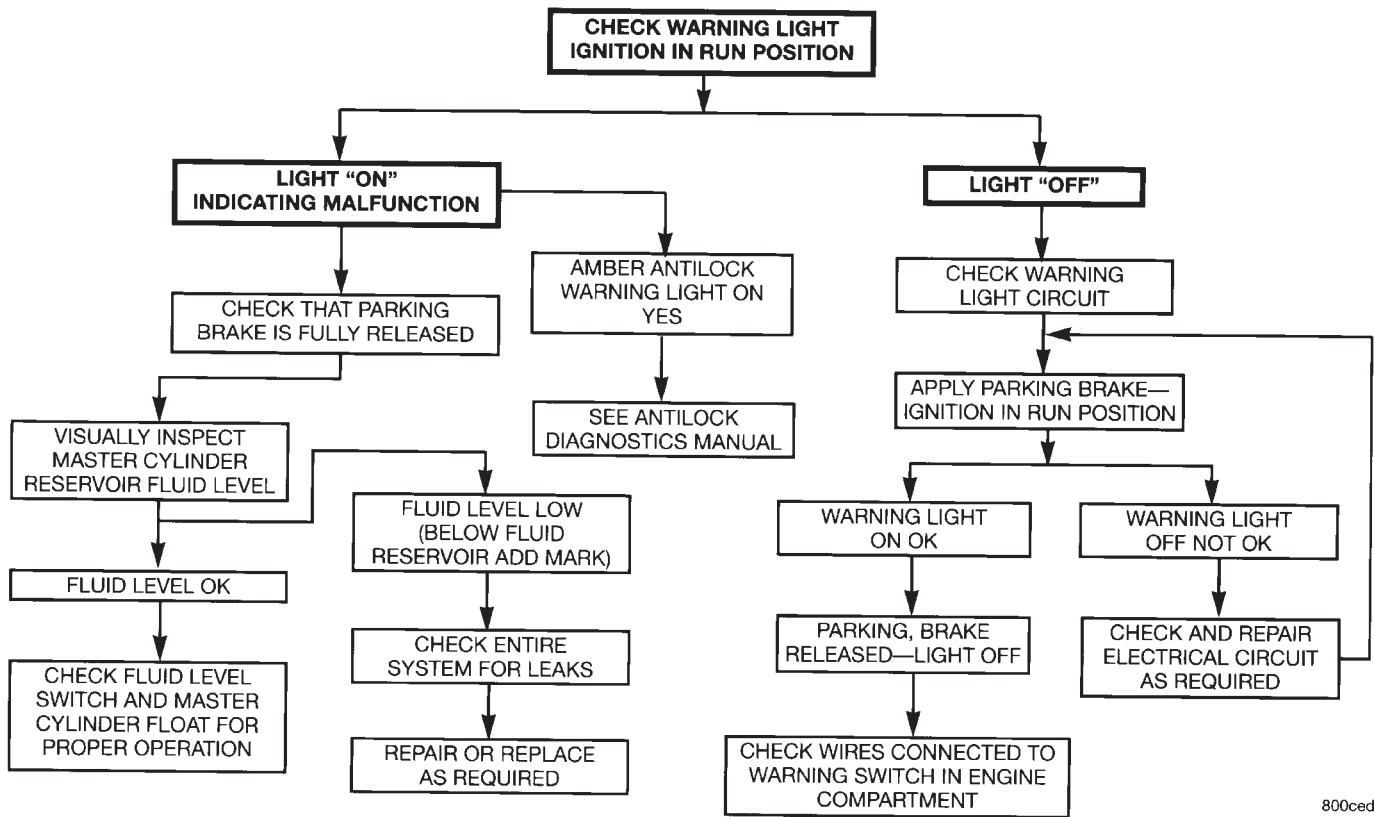 CHECK WARNING LIGHT
IGNITION IN RUN POSITION
LIGHT “ON”
INDICATING MALFUNCTION
LIGHT “OFF”
AMBER ANTILOCK
WARNING LIGHT ON
YES
CHECK WARNING
LIGHT CIRCUIT
CHECK THAT PARKING
BRAKE IS FULLY RELEASED
APPLY PARKING BRAKE—
IGNITION IN RUN POSITION
SEE ANTILOCK
DIAGNOSTICS MANUAL
VISUALLY INSPECT
MASTER CYLINDER
RESERVOIR FLUID LEVEL
FLUID LEVEL LOW
(BELOW FLUID
RESERVOIR ADD MARK)
WARNING LIGHT
ON OK
WARNING LIGHT
OFF NOT OK
FLUID LEVEL OK
CHECK ENTIRE
SYSTEM FOR LEAKS
PARKING, BRAKE
RELEASED—LIGHT OFF
CHECK AND REPAIR
ELECTRICAL CIRCUIT
AS REQUIRED
CHECK FLUID LEVEL
SWITCH AND MASTER
CYLINDER FLOAT FOR
PROPER OPERATION
REPAIR OR REPLACE
AS REQUIRED
CHECK WIRES CONNECTED TO
WARNING SWITCH IN ENGINE
COMPARTMENT
800ced